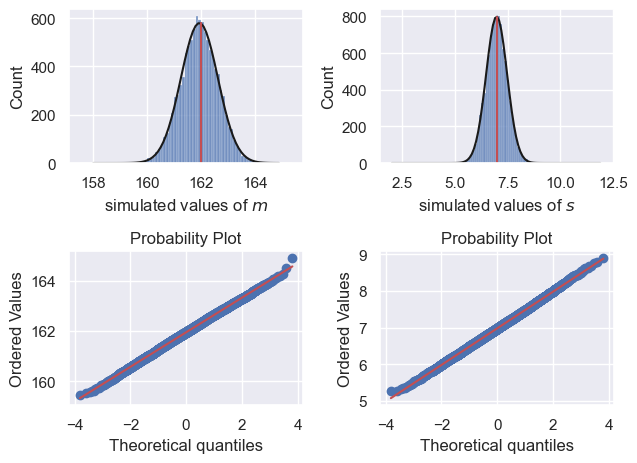 600
400
200
0
Count
158 160 162 164
simulated values of m
800
600
400
200
0
Count
2.5 5.0 7.5 10.0 12.5
simulated values of s
Probability Plot
164
162
160
Ordered Values
−4 −2 0 2 4
Theoretical quantiles
Probability Plot
9
8
7
6
5
Ordered Values
−4 −2 0 2 4
Theoretical quantiles